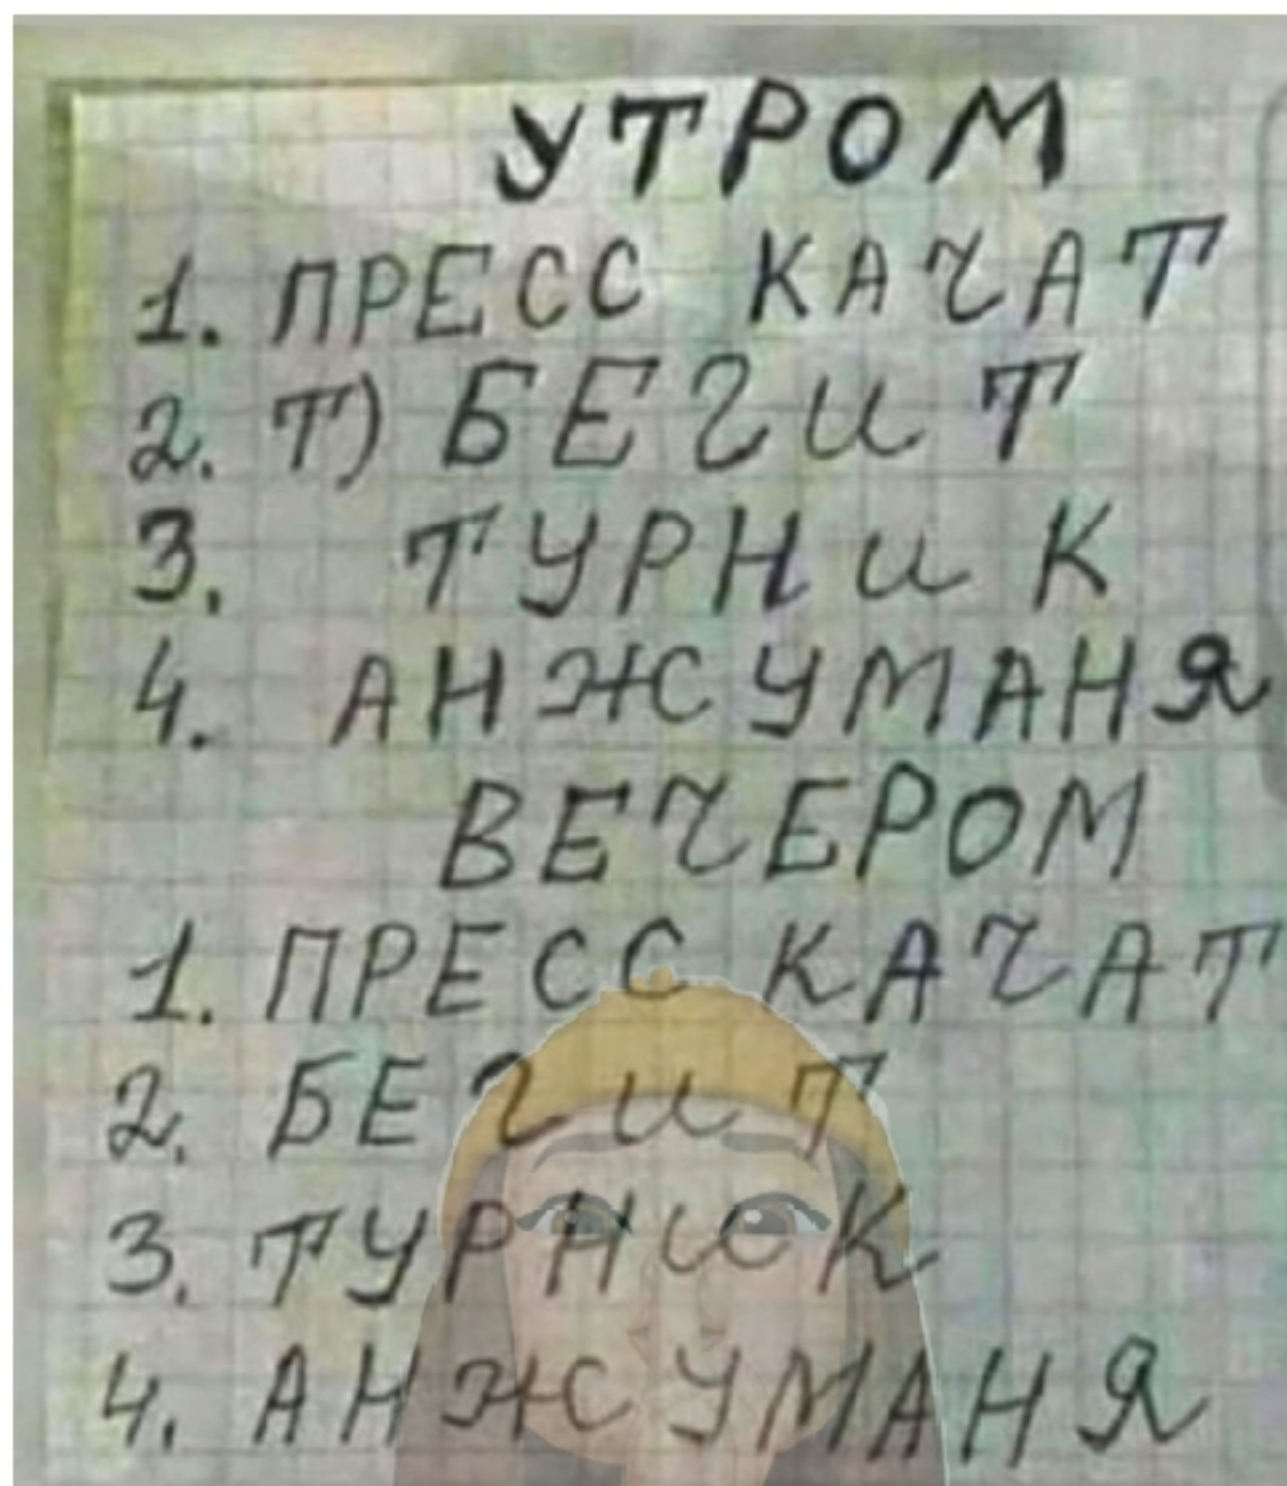 УТРОМ
1. ПРЕСС КАЧАТ
2. Т) БЕГИТ
3. ТУРНИК
4. АНЖУМАНЯ
ВЕЧЕРОМ
1. ПРЕСС КАЧАТ
2. БЕГИТ
3. ТУРНИК
4. АНЖУМАНЯ